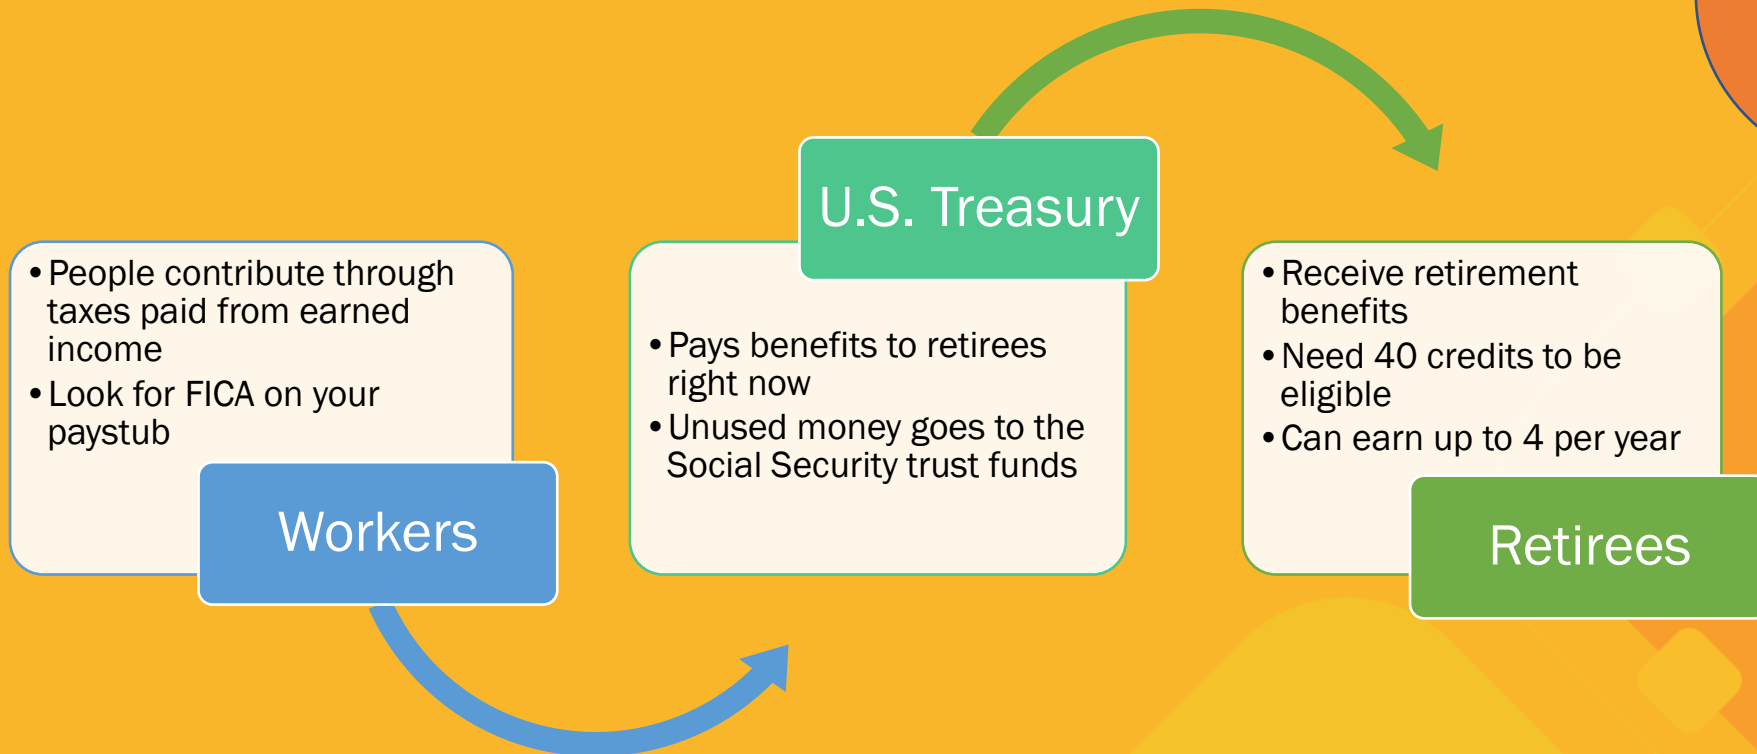 •People contribute through
taxes paid from earned
income
•Look for FICA on your
paystub
Workers
U.S. Treasury
•Pays benefits to retirees
right now
•Unused money goes to the
Social Security trust funds
•Receive retirement
benefits
•Need 40 credits to be
eligible
•Can earn up to 4 per year
Retirees